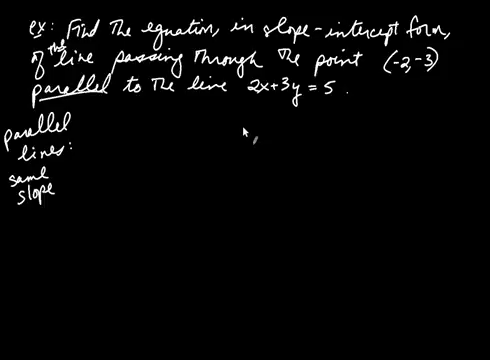 ex: Find the equation, in slope-intercept form,
of the line passing through the point (-2, -3)
parallel to the line 2x+3y=5.
parallel
lines:
same
slope